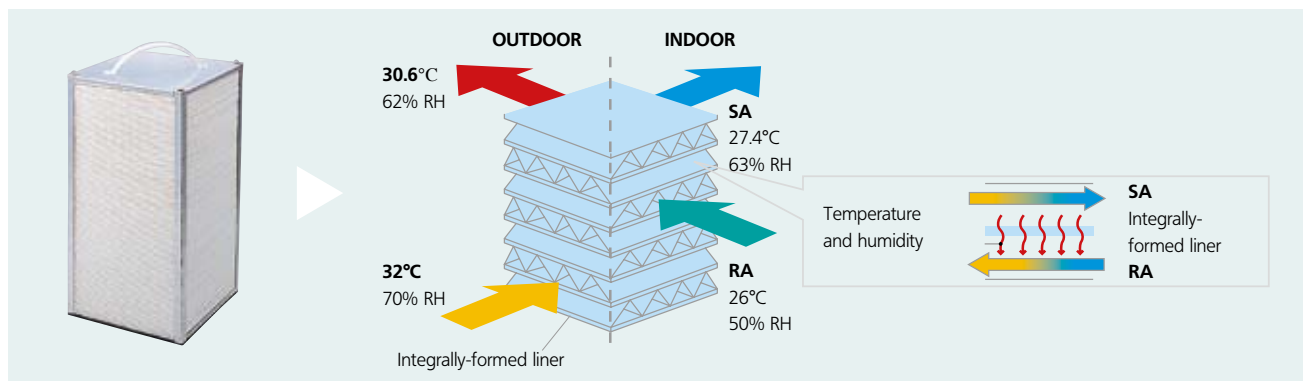 OUTDOOR
INDOOR
30.6°C
62% RH
SA
27.4°C
63% RH
32°C
70% RH
RA
26°C
50% RH
Integrally-formed liner
Temperature
and humidity
SA
Integrally-
formed liner
RA